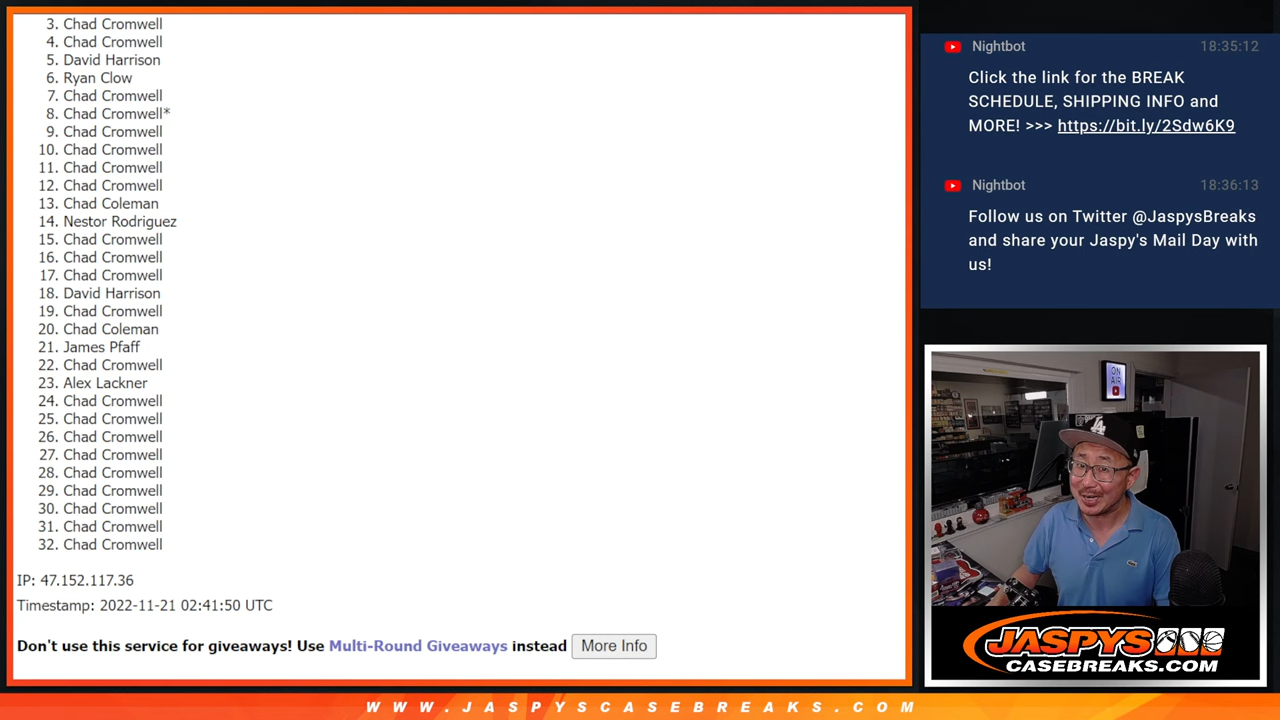 3. Chad Cromwell
4. Chad Cromwell
5. David Harrison
6. Ryan Clow
7. Chad Cromwell
8. Chad Cromwell*
9. Chad Cromwell
10. Chad Cromwell
11. Chad Cromwell
12. Chad Cromwell
13. Chad Coleman
14. Nestor Rodriguez
15. Chad Cromwell
16. Chad Cromwell
17. Chad Cromwell
18. David Harrison
19. Chad Cromwell
20. Chad Coleman
21. James Pfaff
22. Chad Cromwell
23. Alex Lackner
24. Chad Cromwell
25. Chad Cromwell
26. Chad Cromwell
27. Chad Cromwell
28. Chad Cromwell
29. Chad Cromwell
30. Chad Cromwell
31. Chad Cromwell
32. Chad Cromwell
IP: 47.152.117.36
Timestamp: 2022-11-21 02:41:50 UTC
Don't use this service for giveaways! Use Multi-Round Giveaways instead More Info
Nightbot 18:35:12
Click the link for the BREAK
SCHEDULE, SHIPPING INFO and
MORE! >>> https://bit.ly/2Sdw6K9
Nightbot 18:36:13
Follow us on Twitter @JaspysBreaks
and share your Jaspy's Mail Day with
us!
ON
AIR
LA
JASPYS
CASEBREAKS.COM
WWW.JASPYSCASEBREAKS.COM